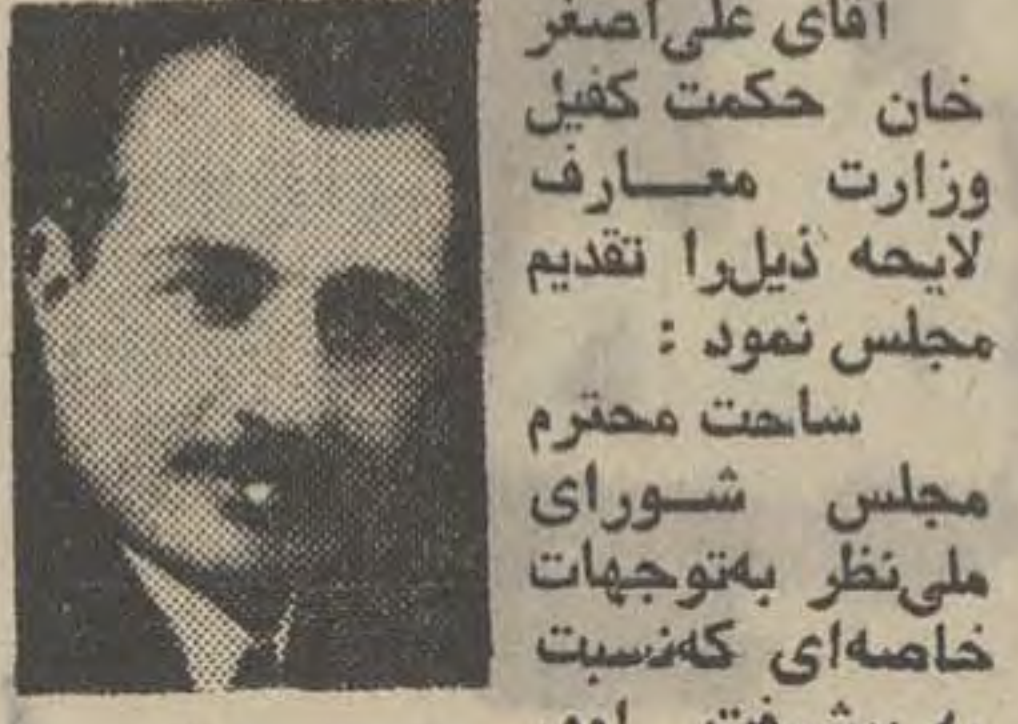 آقای علی‌اصغر
خان حکمت کفیل
وزارت معارف
لایحه ذیل‌را تقدیم
مجلس نمود :
ساحت محترم
مجلس شورای
ملی‌نظر به‌توجهات
خاصه‌ای که‌نسبت